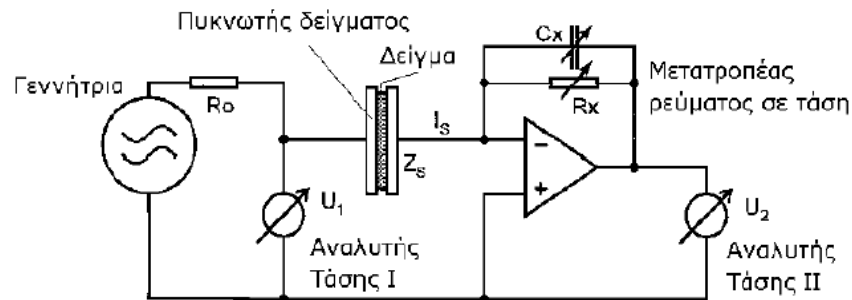 Πυκνωτής δείγματος
Δείγμα
Γεννήτρια
Ro
Cx
Rx
Μετατροπέας
ρεύματος σε τάση
Is
Zs
−
+
U1
U2
Αναλυτής
Τάσης I
Αναλυτής
Τάσης II